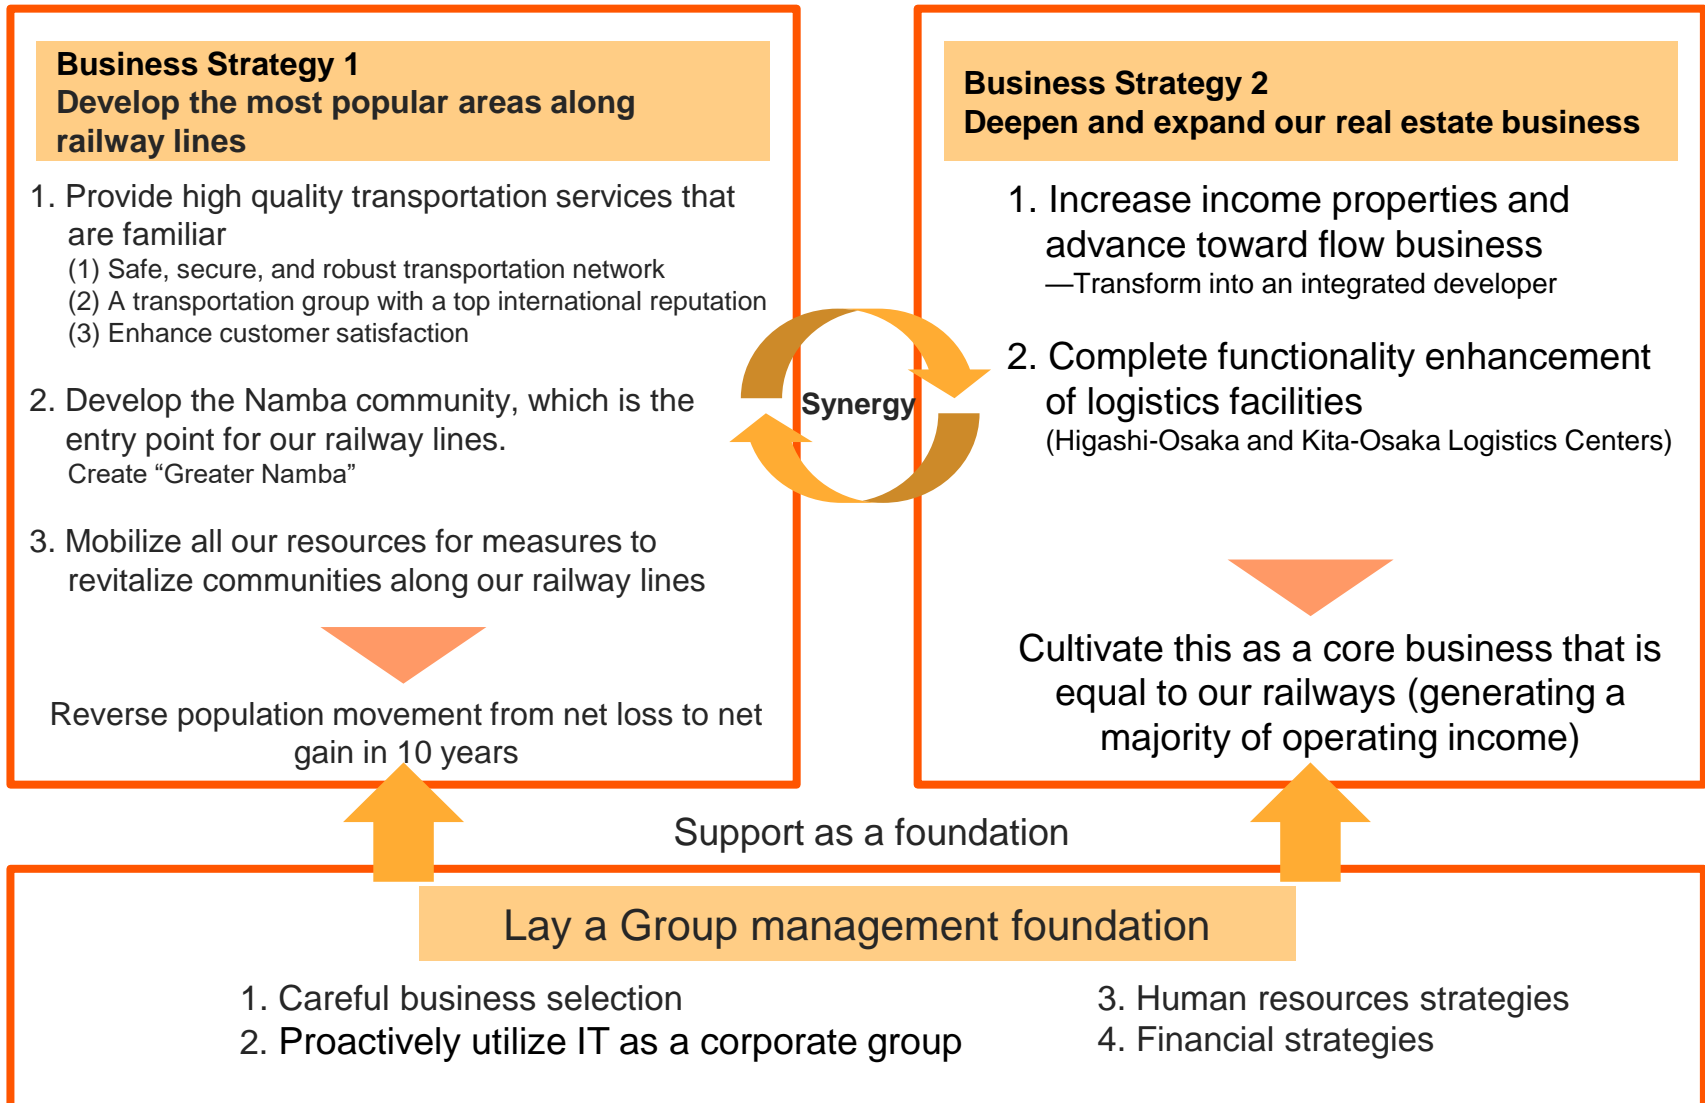 Business Strategy 1
Develop the most popular areas along
railway lines
1. Provide high quality transportation services that
are familiar
(1) Safe, secure, and robust transportation network
(2) A transportation group with a top international reputation
(3) Enhance customer satisfaction
2. Develop the Namba community, which is the
entry point for our railway lines.
Create “Greater Namba”
3. Mobilize all our resources for measures to
revitalize communities along our railway lines
Reverse population movement from net loss to net
gain in 10 years
Synergy
Business Strategy 2
Deepen and expand our real estate business
1. Increase income properties and
advance toward flow business
—Transform into an integrated developer
2. Complete functionality enhancement
of logistics facilities
(Higashi-Osaka and Kita-Osaka Logistics Centers)
Cultivate this as a core business that is
equal to our railways (generating a
majority of operating income)
Support as a foundation
Lay a Group management foundation
1. Careful business selection
2. Proactively utilize IT as a corporate group
3. Human resources strategies
4. Financial strategies